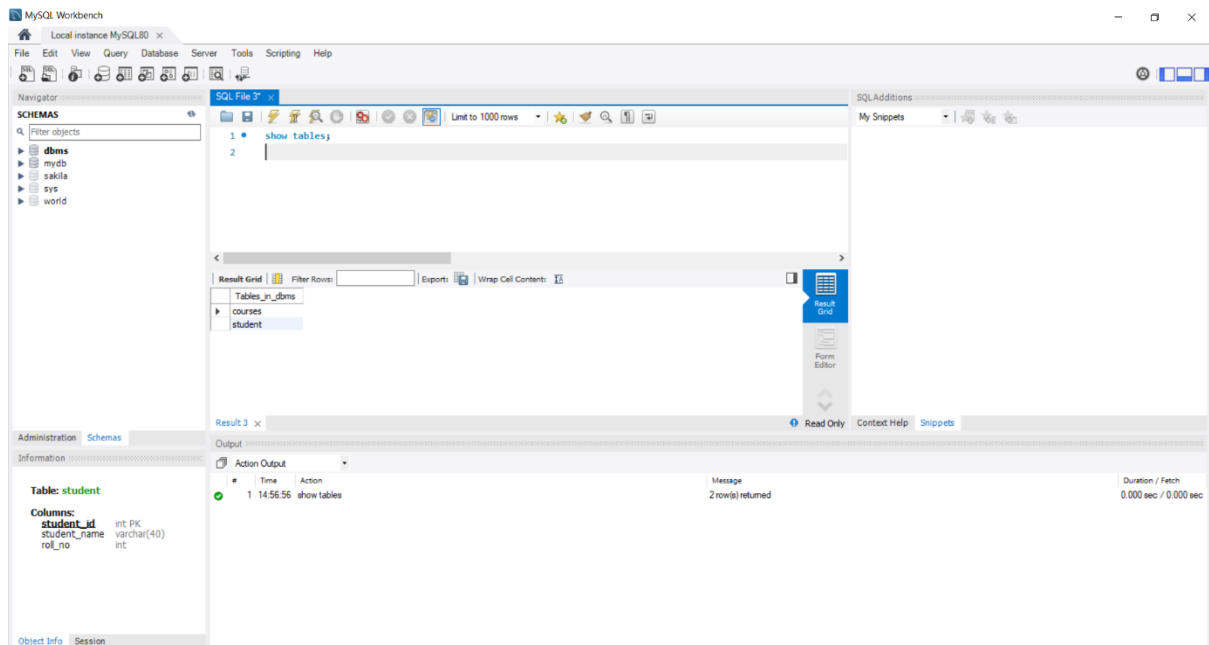 MySQL Workbench
Local instance MySQL80
File Edit View Query Database Server Tools Scripting Help
Navigator
SCHEMAS
Filter objects
dbms
mydb
sakila
sys
world
Administration Schemas
Information
Table: student
Columns:
student_id int PK
student_name varchar(40)
roll_no int
Object Info Session
SQL File 3*
Limit to 1000 rows
1 show tables;
2
Result Grid Filter Rows: Export: Wrap Cell Content:
Tables_in_dbms
courses
student
Result Grid
Form Editor
Result 3
Read Only
SQLAdditions
My Snippets
Context Help Snippets
Output
Action Output
# Time Action Message Duration / Fetch
1 14:56:56 show tables 2 row(s) returned 0.000 sec / 0.000 sec